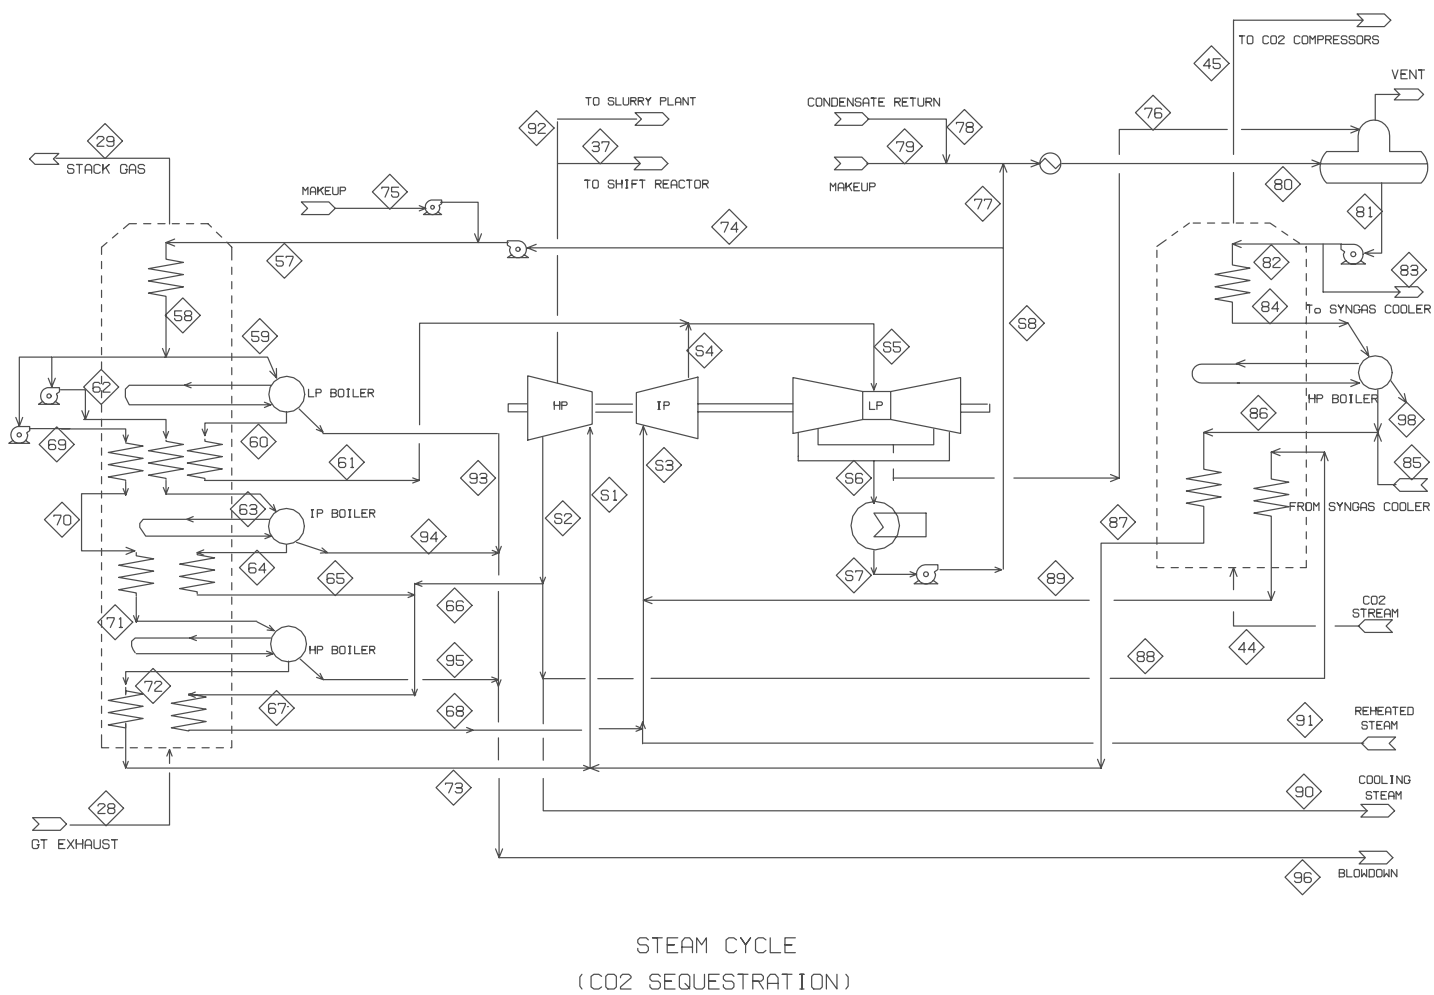 TO CO2 COMPRESSORS
45
VENT
TO SLURRY PLANT
CONDENSATE RETURN
76
92
78
29
37
79
STACK GAS
TO SHIFT REACTOR
MAKEUP
80
MAKEUP
75
77
81
74
57
82
83
84
To SYNGAS COOLER
58
59
S4
S5
S8
62
LP BOILER
HP
IP
LP
HP BOILER
98
86
69
60
61
93
S3
S6
85
S1
FROM SYNGAS COOLER
63
IP BOILER
70
94
S2
87
64
65
S7
89
66
CO2
STREAM
71
HP BOILER
95
44
88
72
67
68
91
REHEATED
STEAM
73
COOLING
STEAM
90
28
GT EXHAUST
BLOWDOWN
96
STEAM CYCLE
(CO2 SEQUESTRATION)